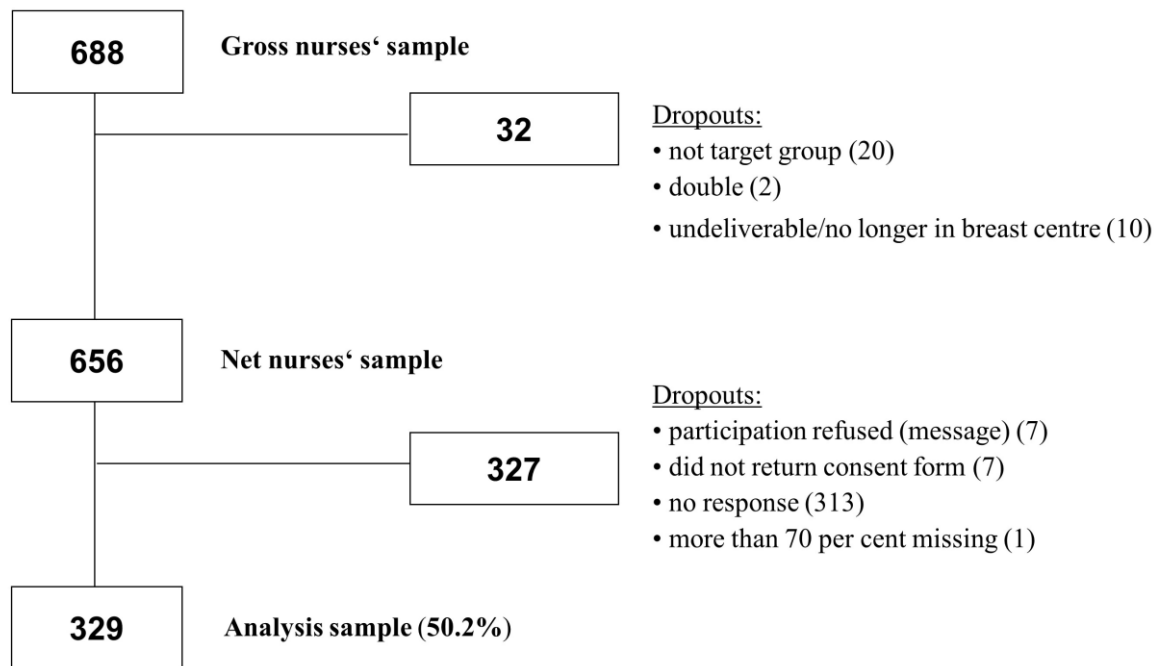 688
Gross nurses‘ sample
32
Dropouts:
• not target group (20)
• double (2)
• undeliverable/no longer in breast centre (10)
656
Net nurses‘ sample
327
Dropouts:
• participation refused (message) (7)
• did not return consent form (7)
• no response (313)
• more than 70 per cent missing (1)
329
Analysis sample (50.2%)